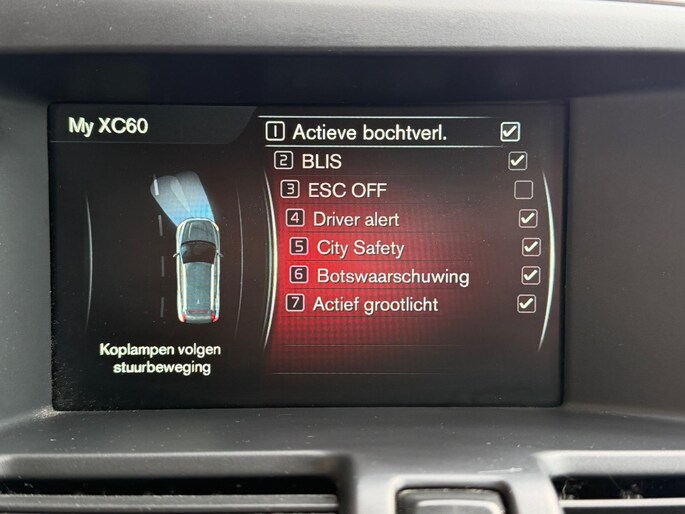 My XC60
1 Actieve bochtverl.
2 BLIS
3 ESC OFF
4 Driver alert
5 City Safety
6 Botswaarschuwing
7 Actief grootlicht
Koplampen volgen
stuurbeweging